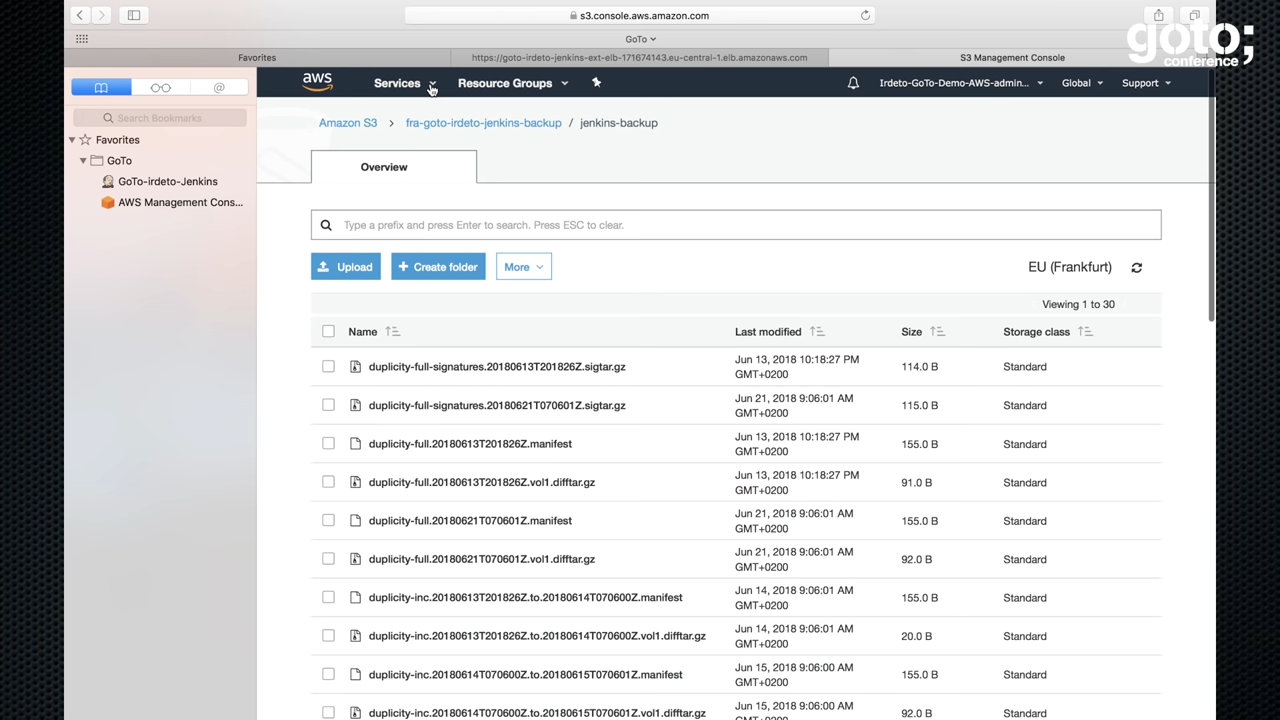 s3.console.aws.amazon.com
GoTo
goto;
conference
Favorites
https://goto-irdeto-jenkins-ext-elb-171674143.eu-central-1.elb.amazonaws.com
S3 Management Console
@
aws
Services
Resource Groups
Irdeto-GoTo-Demo-AWS-admin...
Global
Support
Search Bookmarks
Favorites
GoTo
GoTo-irdeto-Jenkins
AWS Management Cons...
Amazon S3 > fra-goto-irdeto-jenkins-backup / jenkins-backup
Overview
Type a prefix and press Enter to search. Press ESC to clear.
Upload
+ Create folder
More
EU (Frankfurt)
Viewing 1 to 30
Name Last modified Size Storage class
duplicity-full-signatures.20180613T201826Z.sigtar.gz Jun 13, 2018 10:18:27 PM GMT+0200 114.0 B Standard
duplicity-full-signatures.20180621T070601Z.sigtar.gz Jun 21, 2018 9:06:01 AM GMT+0200 115.0 B Standard
duplicity-full.20180613T201826Z.manifest Jun 13, 2018 10:18:27 PM GMT+0200 155.0 B Standard
duplicity-full.20180613T201826Z.vol1.difftar.gz Jun 13, 2018 10:18:27 PM GMT+0200 91.0 B Standard
duplicity-full.20180621T070601Z.manifest Jun 21, 2018 9:06:01 AM GMT+0200 155.0 B Standard
duplicity-full.20180621T070601Z.vol1.difftar.gz Jun 21, 2018 9:06:01 AM GMT+0200 92.0 B Standard
duplicity-inc.20180613T201826Z.to.20180614T070600Z.manifest Jun 14, 2018 9:06:01 AM GMT+0200 155.0 B Standard
duplicity-inc.20180613T201826Z.to.20180614T070600Z.vol1.difftar.gz Jun 14, 2018 9:06:01 AM GMT+0200 20.0 B Standard
duplicity-inc.20180614T070600Z.to.20180615T070601Z.manifest Jun 15, 2018 9:06:00 AM GMT+0200 155.0 B Standard
duplicity-inc.20180614T070600Z.to.20180615T070601Z.vol1.difftar.gz Jun 15, 2018 9:06:00 AM GMT+0200 92.0 B Standard